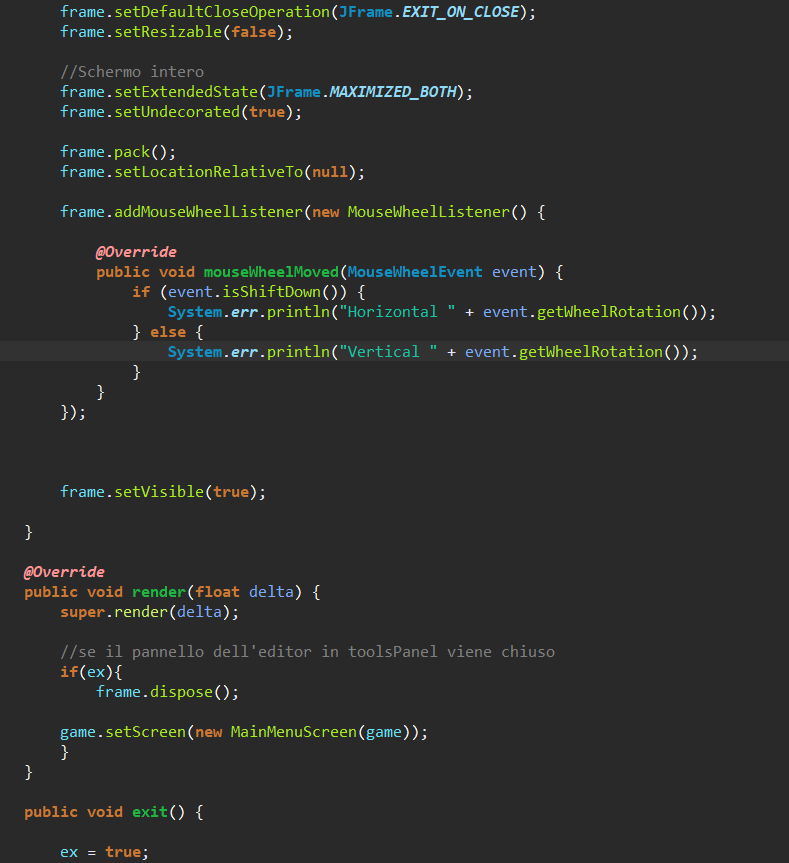 frame.setDefaultCloseOperation(JFrame.EXIT_ON_CLOSE);
frame.setResizable(false);
//Schermo intero
frame.setExtendedState(JFrame.MAXIMIZED_BOTH);
frame.setUndecorated(true);
frame.pack();
frame.setLocationRelativeTo(null);
frame.addMouseWheelListener(new MouseWheelListener() {
@Override
public void mouseWheelMoved(MouseWheelEvent event) {
if (event.isShiftDown()) {
System.err.println("Horizontal " + event.getWheelRotation());
} else {
System.err.println("Vertical " + event.getWheelRotation());
}
}
});
frame.setVisible(true);
}
@Override
public void render(float delta) {
super.render(delta);
//se il pannello dell'editor in toolsPanel viene chiuso
if(ex){
frame.dispose();
game.setScreen(new MainMenuScreen(game));
}
}
public void exit() {
ex = true;